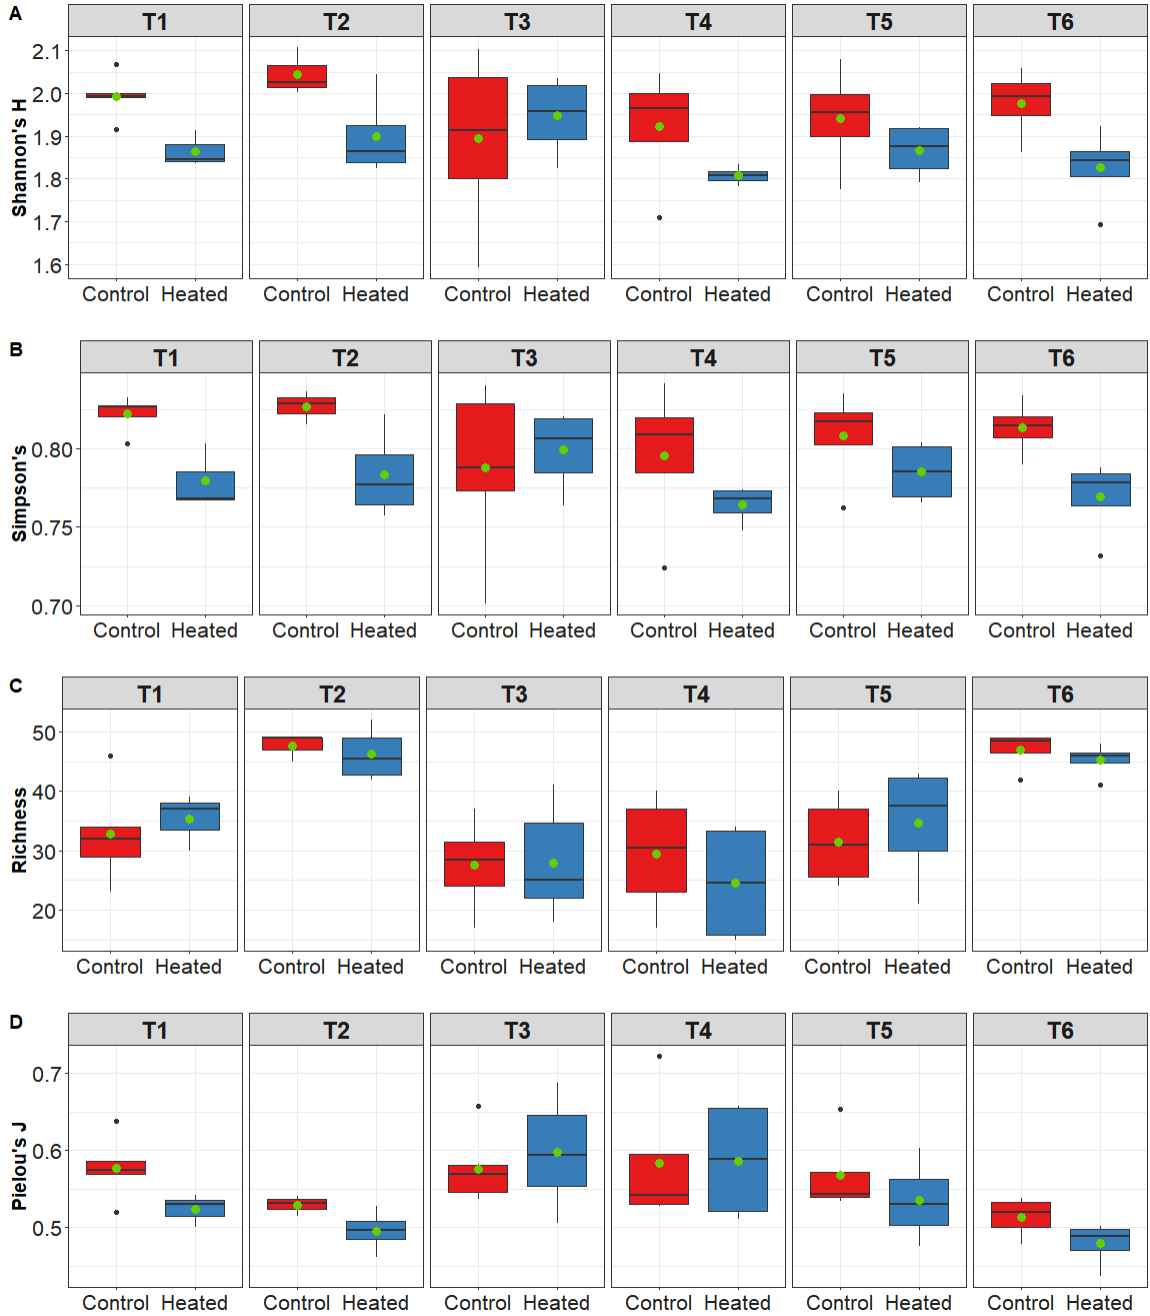 A
T1 T2 T3 T4 T5 T6
Shannon's H
2.1
2.0
1.9
1.8
1.7
1.6
Control Heated Control Heated Control Heated Control Heated Control Heated Control Heated
B
T1 T2 T3 T4 T5 T6
Simpson's
0.80
0.75
0.70
Control Heated Control Heated Control Heated Control Heated Control Heated Control Heated
C
T1 T2 T3 T4 T5 T6
Richness
50
40
30
20
Control Heated Control Heated Control Heated Control Heated Control Heated Control Heated
D
T1 T2 T3 T4 T5 T6
Pielou's J
0.7
0.6
0.5
Control Heated Control Heated Control Heated Control Heated Control Heated Control Heated